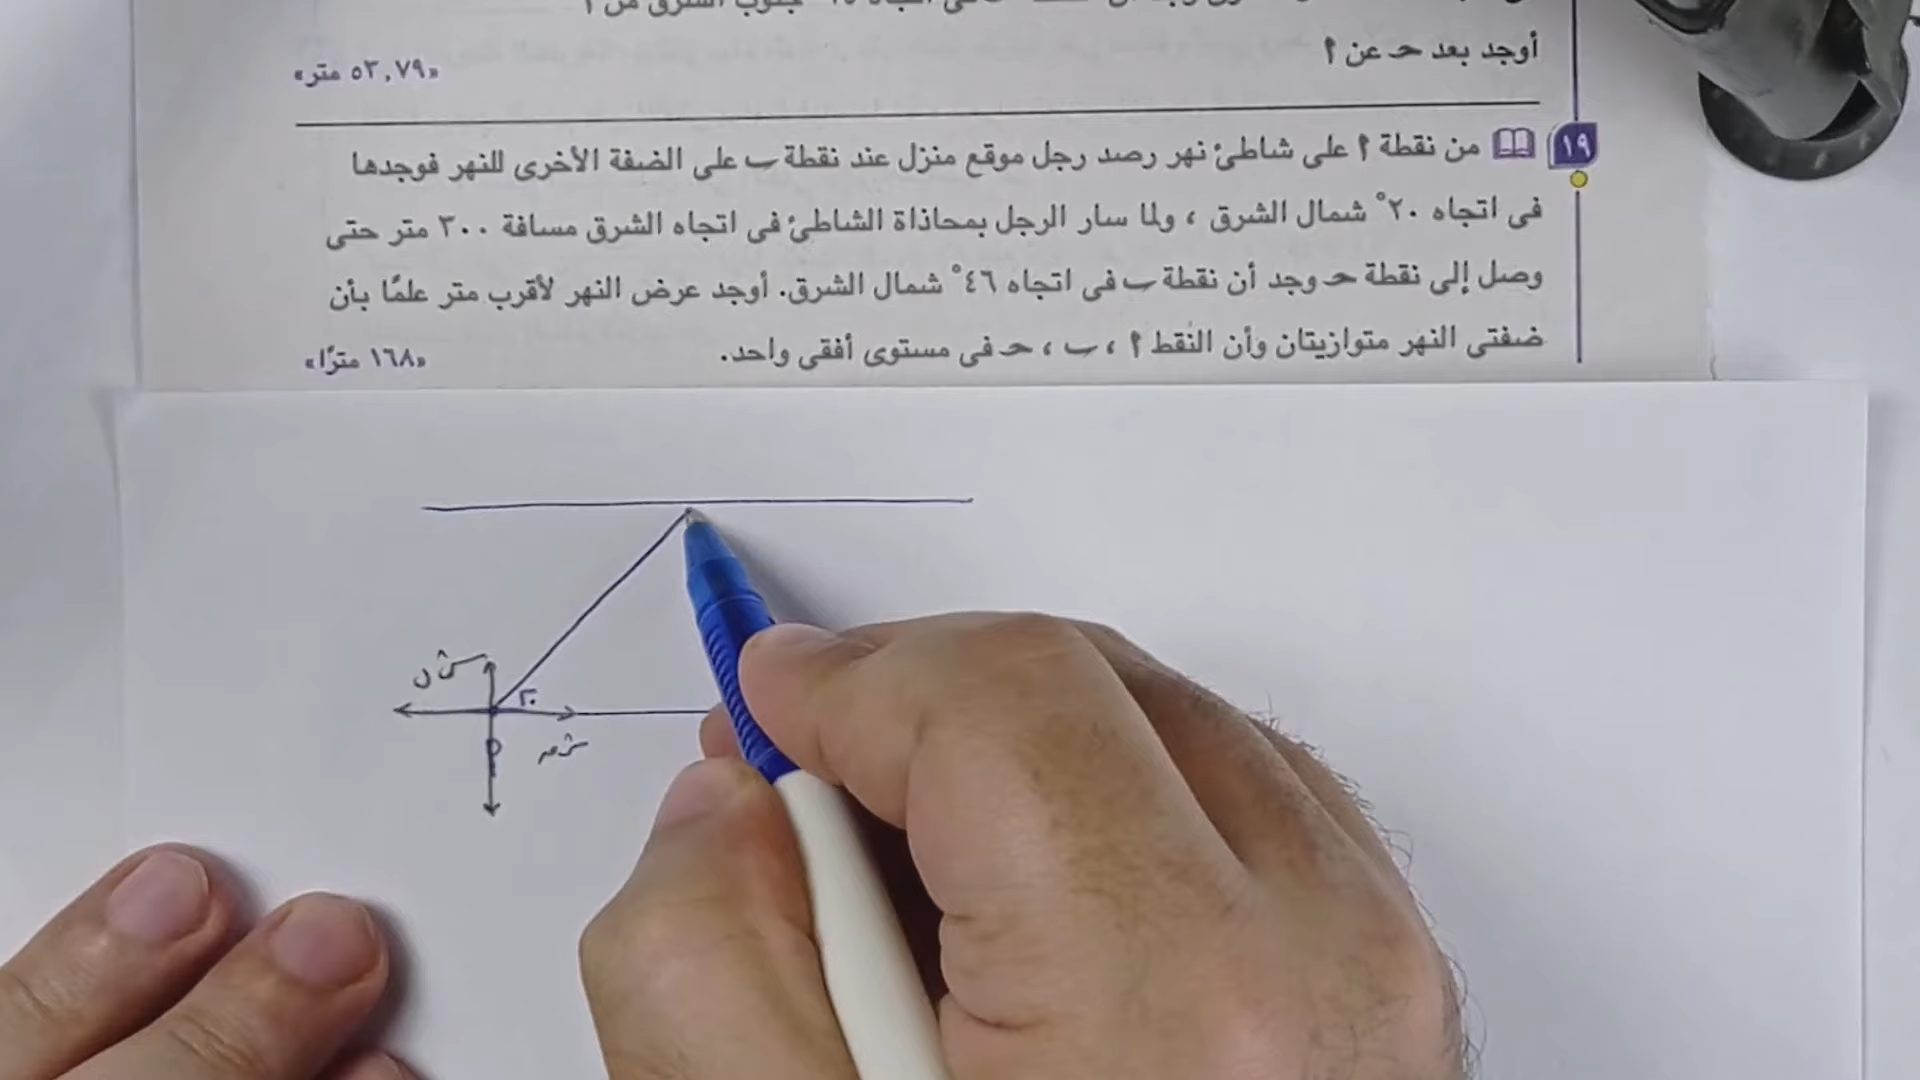 أوجد بعد حـ عن ٢
«٥٣,٧٩ متر»
١٩
من نقطة ٢ على شاطئ نهر رصد رجل موقع منزل عند نقطة ب على الضفة الأخرى للنهر فوجدها
فى اتجاه ٢٠° شمال الشرق ، ولما سار الرجل بمحاذاة الشاطئ فى اتجاه الشرق مسافة ٣٠٠ متر حتى
وصل إلى نقطة حـ وجد أن نقطة ب فى اتجاه ٤٦° شمال الشرق. أوجد عرض النهر لأقرب متر علمًا بأن
ضفتى النهر متوازيتان وأن النقط ٢ ، ب ، حـ فى مستوى أفقى واحد.
«١٦٨ مترًا»
٢٠